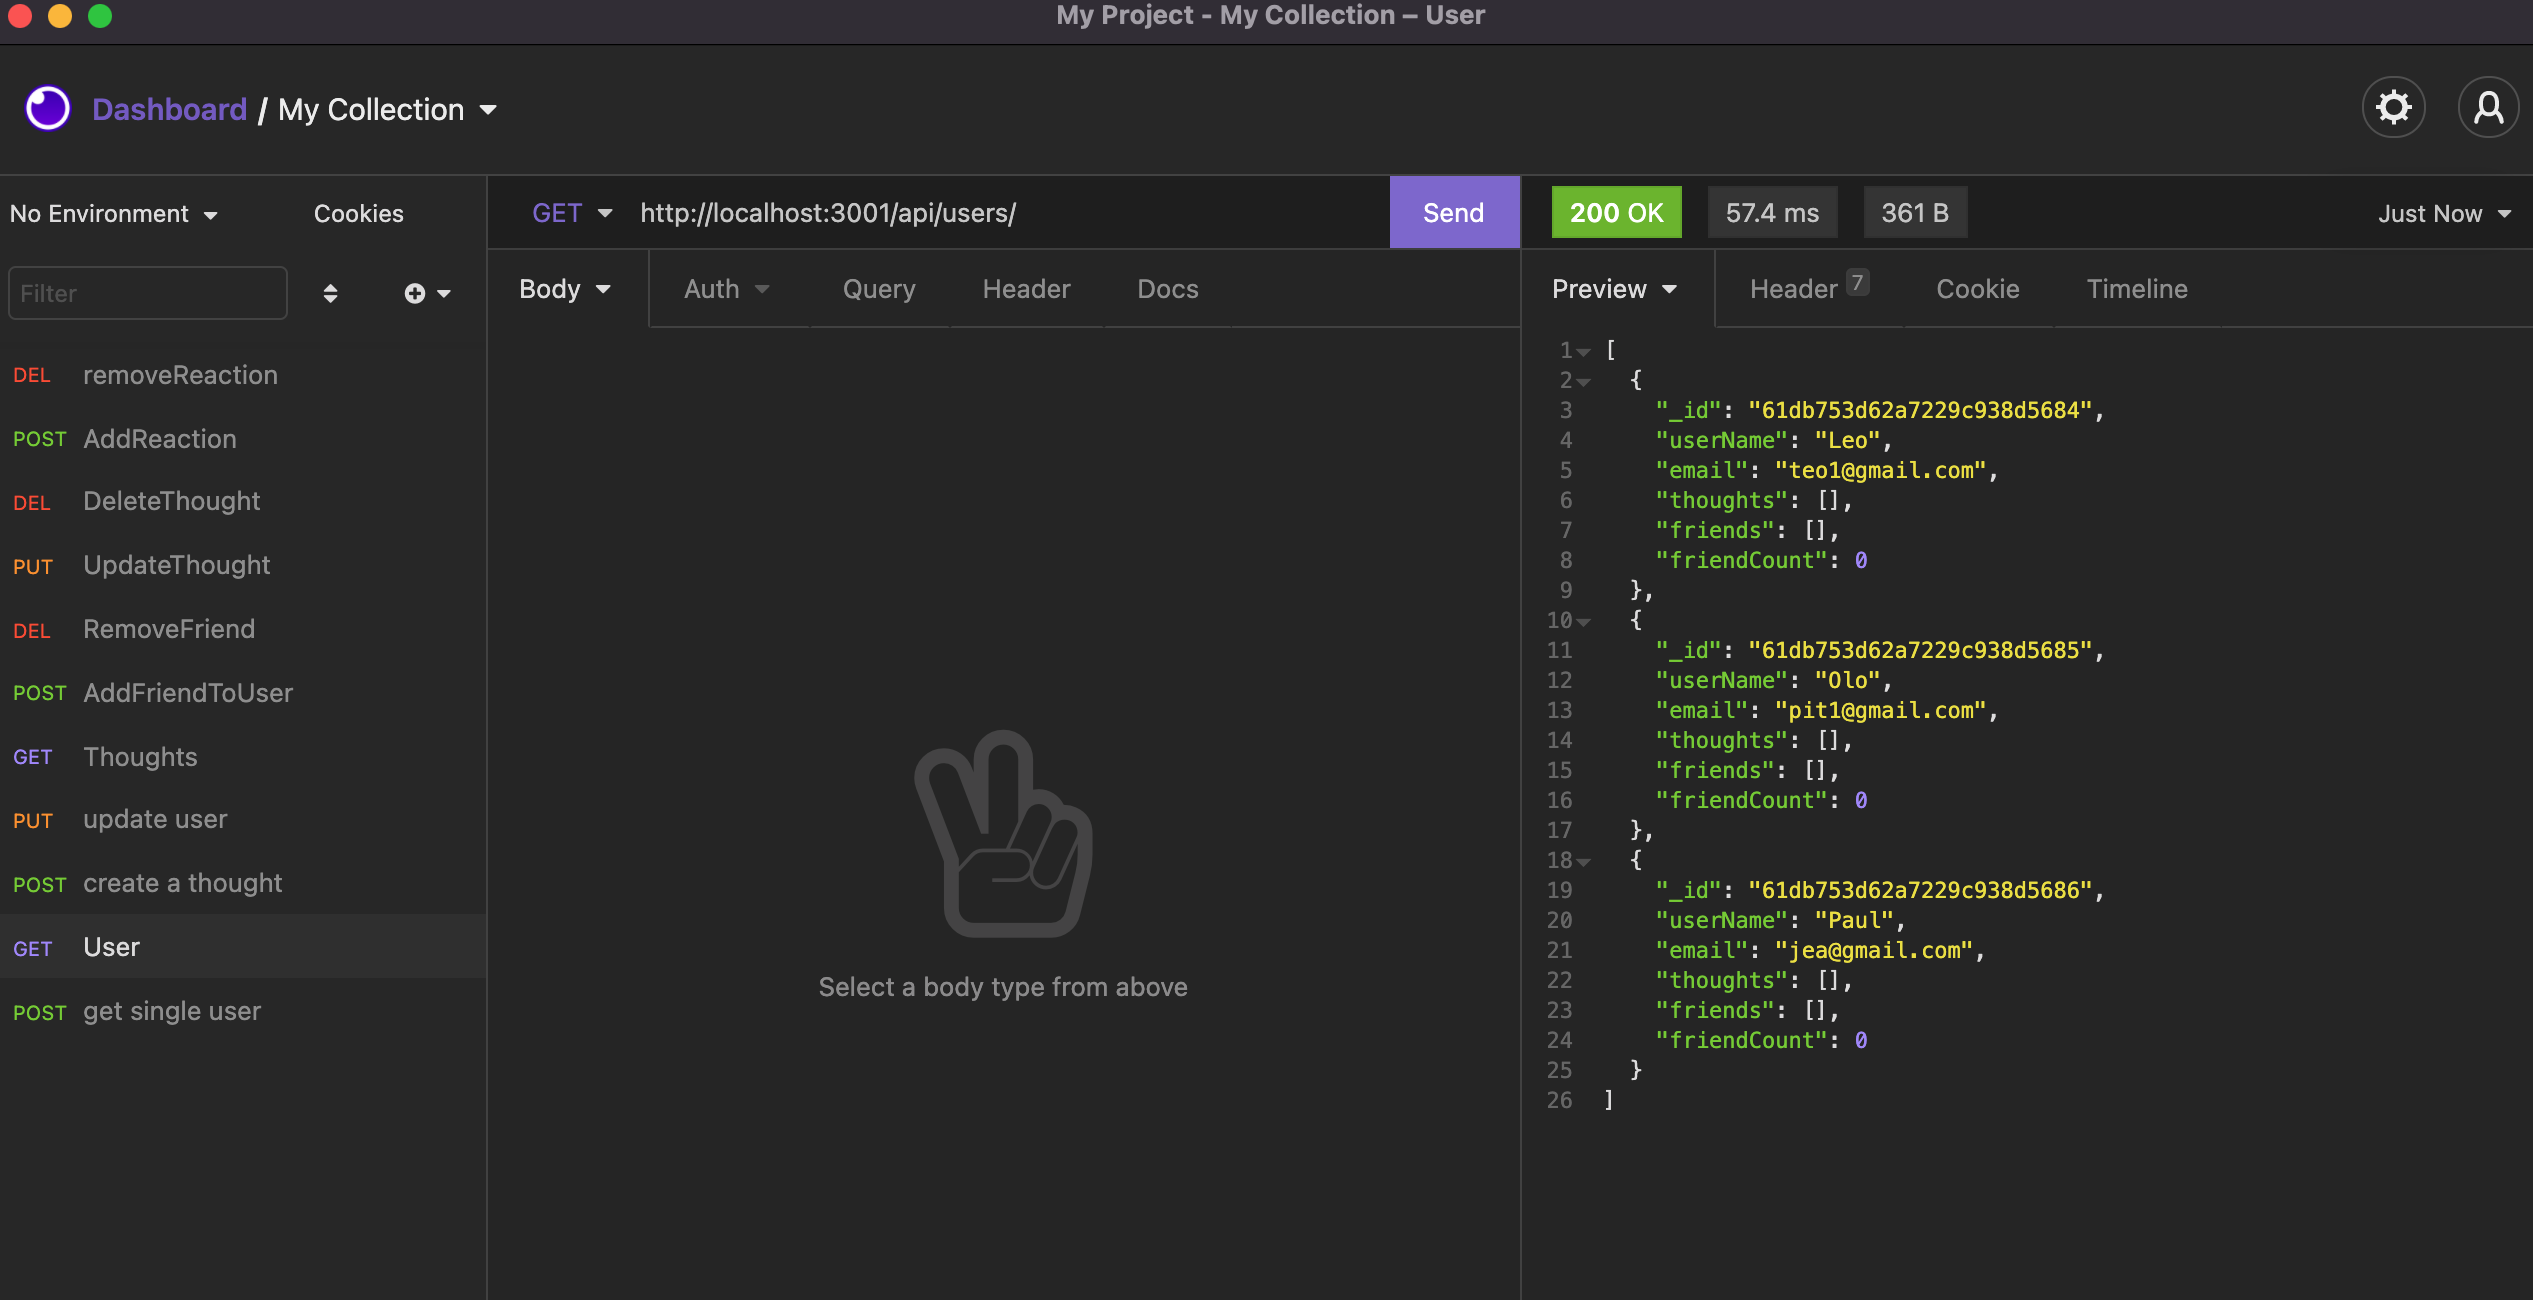 My Project - My Collection – User
Dashboard / My Collection
No Environment
Cookies
Filter
DEL removeReaction
POST AddReaction
DEL DeleteThought
PUT UpdateThought
DEL RemoveFriend
POST AddFriendToUser
GET Thoughts
PUT update user
POST create a thought
GET User
POST get single user
GET http://localhost:3001/api/users/
Send
Body Auth Query Header Docs
Select a body type from above
200 OK 57.4 ms 361 B Just Now
Preview Header 7 Cookie Timeline
1 [
2 {
3 "_id": "61db753d62a7229c938d5684",
4 "userName": "Leo",
5 "email": "teo1@gmail.com",
6 "thoughts": [],
7 "friends": [],
8 "friendCount": 0
9 },
10 {
11 "_id": "61db753d62a7229c938d5685",
12 "userName": "Olo",
13 "email": "pit1@gmail.com",
14 "thoughts": [],
15 "friends": [],
16 "friendCount": 0
17 },
18 {
19 "_id": "61db753d62a7229c938d5686",
20 "userName": "Paul",
21 "email": "jea@gmail.com",
22 "thoughts": [],
23 "friends": [],
24 "friendCount": 0
25 }
26 ]